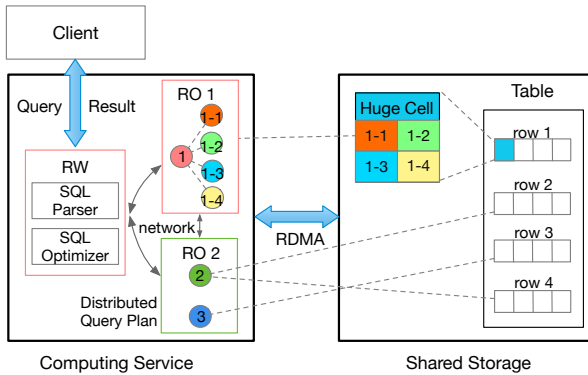 Client
Query
Result
RW
SQL
Parser
SQL
Optimizer
RO 1
1
1-1
1-2
1-3
1-4
network
RO 2
2
3
Distributed
Query Plan
RDMA
Huge Cell
1-1
1-2
1-3
1-4
Table
row 1
row 2
row 3
row 4
Computing Service
Shared Storage